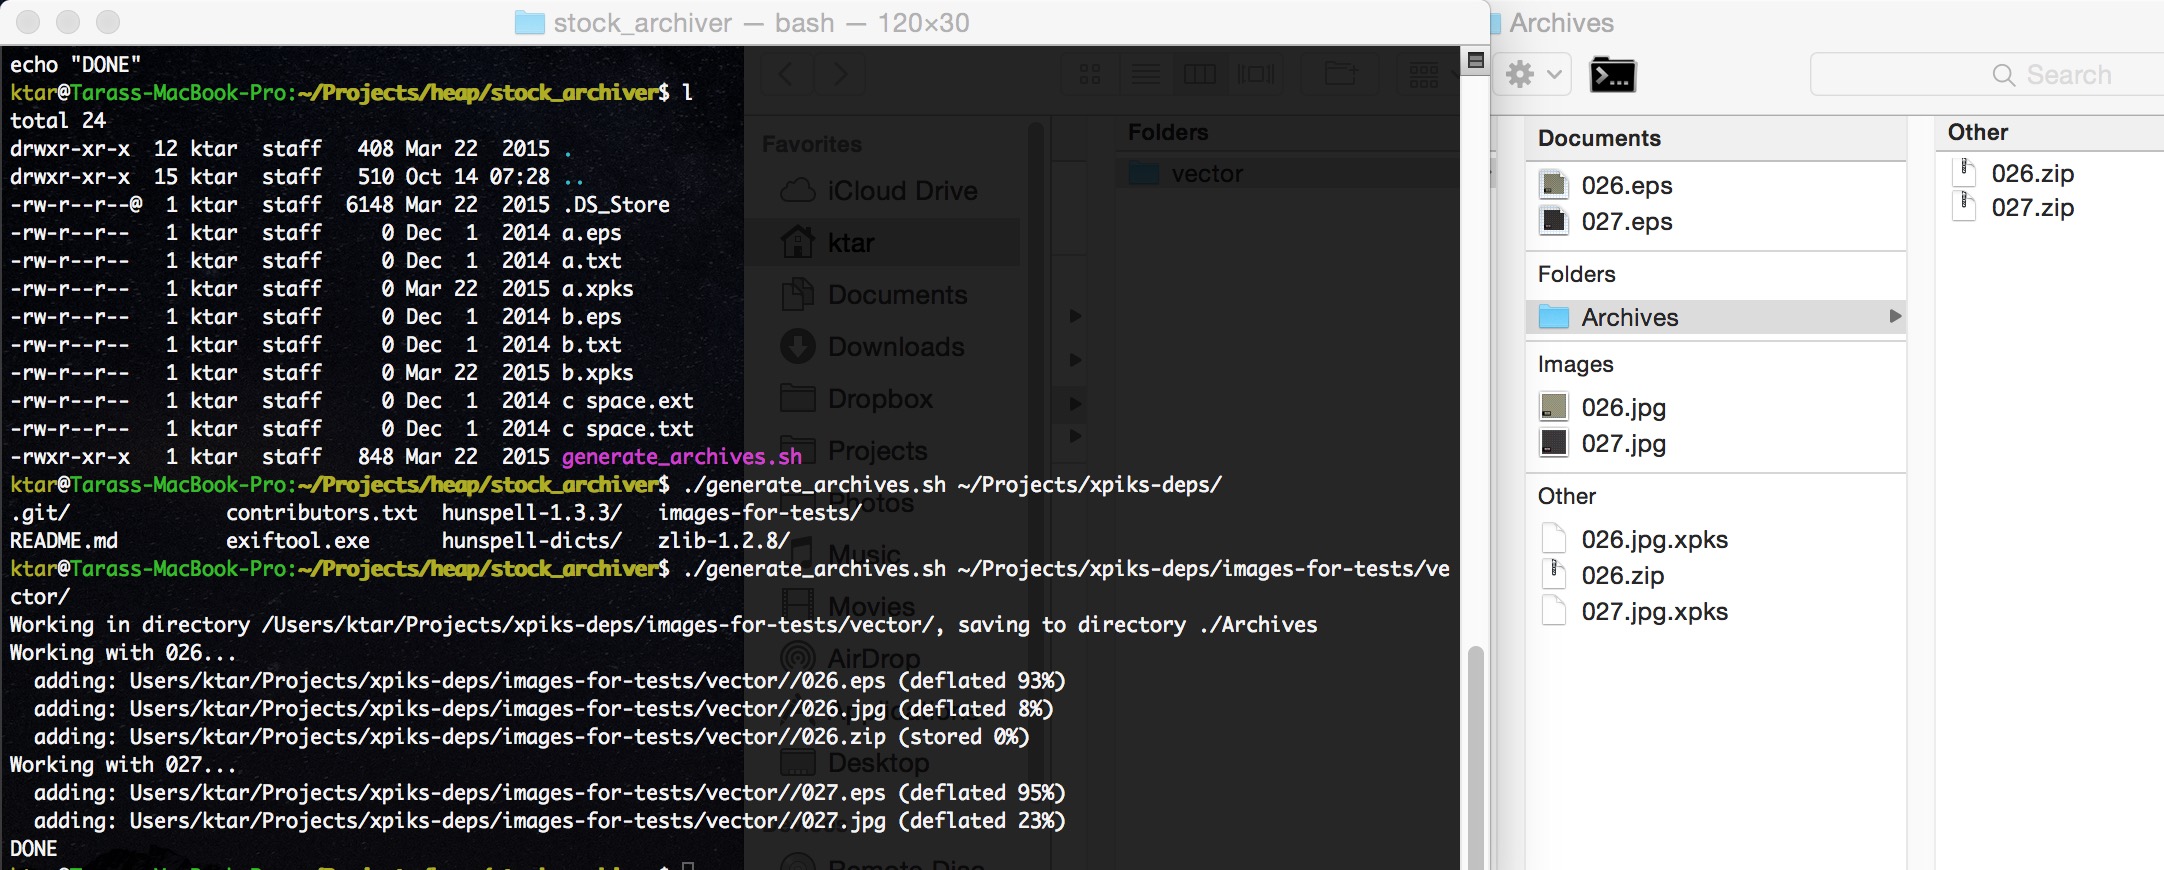 stock_archiver — bash — 120×30
echo "DONE"
ktar@Tarass-MacBook-Pro:~/Projects/heap/stock_archiver$ l
total 24
drwxr-xr-x  12 ktar  staff   408 Mar 22  2015 .
drwxr-xr-x  15 ktar  staff   510 Oct 14 07:28 ..
-rw-r--r--@  1 ktar  staff  6148 Mar 22  2015 .DS_Store
-rw-r--r--   1 ktar  staff     0 Dec  1  2014 a.eps
-rw-r--r--   1 ktar  staff     0 Dec  1  2014 a.txt
-rw-r--r--   1 ktar  staff     0 Mar 22  2015 a.xpks
-rw-r--r--   1 ktar  staff     0 Dec  1  2014 b.eps
-rw-r--r--   1 ktar  staff     0 Dec  1  2014 b.txt
-rw-r--r--   1 ktar  staff     0 Mar 22  2015 b.xpks
-rw-r--r--   1 ktar  staff     0 Dec  1  2014 c space.ext
-rw-r--r--   1 ktar  staff     0 Dec  1  2014 c space.txt
-rwxr-xr-x   1 ktar  staff   848 Mar 22  2015 generate_archives.sh
ktar@Tarass-MacBook-Pro:~/Projects/heap/stock_archiver$ ./generate_archives.sh ~/Projects/xpiks-deps/
.git/             contributors.txt  hunspell-1.3.3/   images-for-tests/
README.md         exiftool.exe      hunspell-dicts/   zlib-1.2.8/
ktar@Tarass-MacBook-Pro:~/Projects/heap/stock_archiver$ ./generate_archives.sh ~/Projects/xpiks-deps/images-for-tests/ve
ctor/
Working in directory /Users/ktar/Projects/xpiks-deps/images-for-tests/vector/, saving to directory ./Archives
Working with 026...
  adding: Users/ktar/Projects/xpiks-deps/images-for-tests/vector//026.eps (deflated 93%)
  adding: Users/ktar/Projects/xpiks-deps/images-for-tests/vector//026.jpg (deflated 8%)
  adding: Users/ktar/Projects/xpiks-deps/images-for-tests/vector//026.zip (stored 0%)
Working with 027...
  adding: Users/ktar/Projects/xpiks-deps/images-for-tests/vector//027.eps (deflated 95%)
  adding: Users/ktar/Projects/xpiks-deps/images-for-tests/vector//027.jpg (deflated 23%)
DONE
ktar@Tarass-MacBook-Pro:~/Projects/heap/stock_archiver$
Favorites
iCloud Drive
ktar
Documents
Downloads
Dropbox
Projects
Photos
Music
Movies
AirDrop
Applications
Desktop
Remote Disc
Folders
vector
Archives
Search
Documents
026.eps
027.eps
Folders
Archives
Images
026.jpg
027.jpg
Other
026.jpg.xpks
026.zip
027.jpg.xpks
Other
026.zip
027.zip